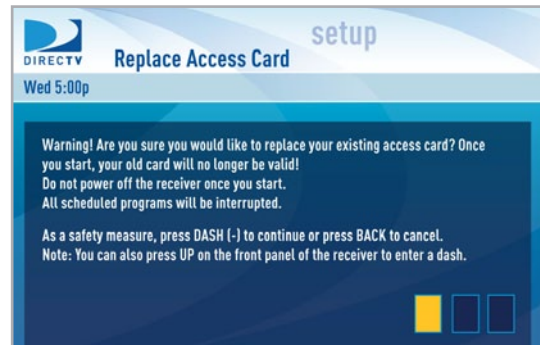 setup
DIRECTV
Replace Access Card
Wed 5:00p
Warning! Are you sure you would like to replace your existing access card? Once
you start, your old card will no longer be valid!
Do not power off the receiver once you start.
All scheduled programs will be interrupted.
As a safety measure, press DASH (-) to continue or press BACK to cancel.
Note: You can also press UP on the front panel of the receiver to enter a dash.